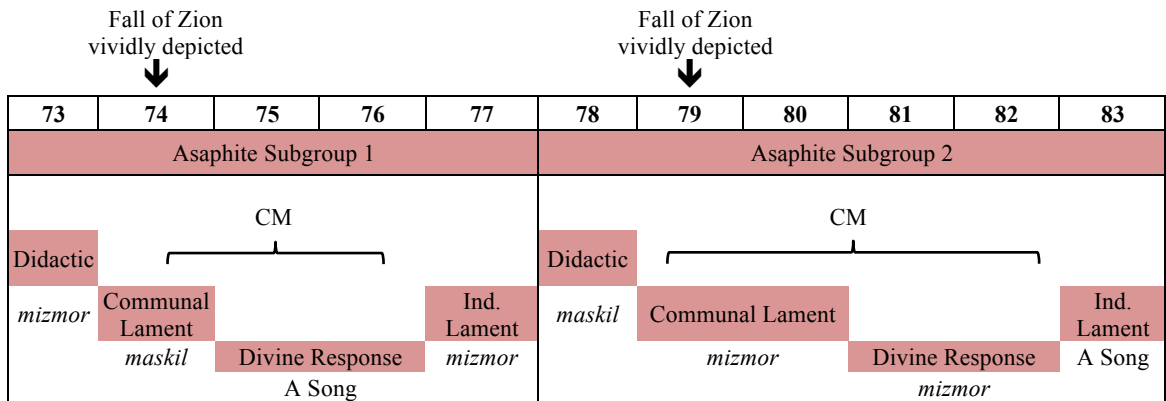 Fall of Zion Fall of Zion
vividly depicted vividly depicted
73 74 75 76 77 78 79 80 81 82 83
Asaphite Subgroup 1 Asaphite Subgroup 2
CM CM
Didactic Didactic
mizmor Communal Lament Ind. Lament maskil Communal Lament Ind. Lament
maskil Divine Response mizmor mizmor Divine Response A Song
A Song mizmor